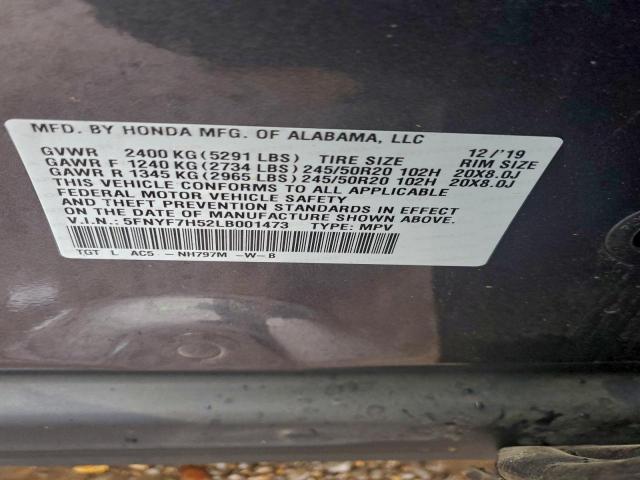 MFD. BY HONDA MFG. OF ALABAMA, LLC
GVWR 2400 KG (5291 LBS) TIRE SIZE 12/'19 RIM SIZE
GAWR F 1240 KG (2734 LBS) 245/50R20 102H 20X8.0J
GAWR R 1345 KG (2965 LBS) 245/50R20 102H 20X8.0J
THIS VEHICLE CONFORMS TO ALL APPLICABLE
FEDERAL MOTOR VEHICLE SAFETY
AND THEFT PREVENTION STANDARDS IN EFFECT
ON THE DATE OF MANUFACTURE SHOWN ABOVE.
V.I.N.: 5FNYF7H52LB001473 TYPE: MPV
TGT L AC5 - NH797M -W-B